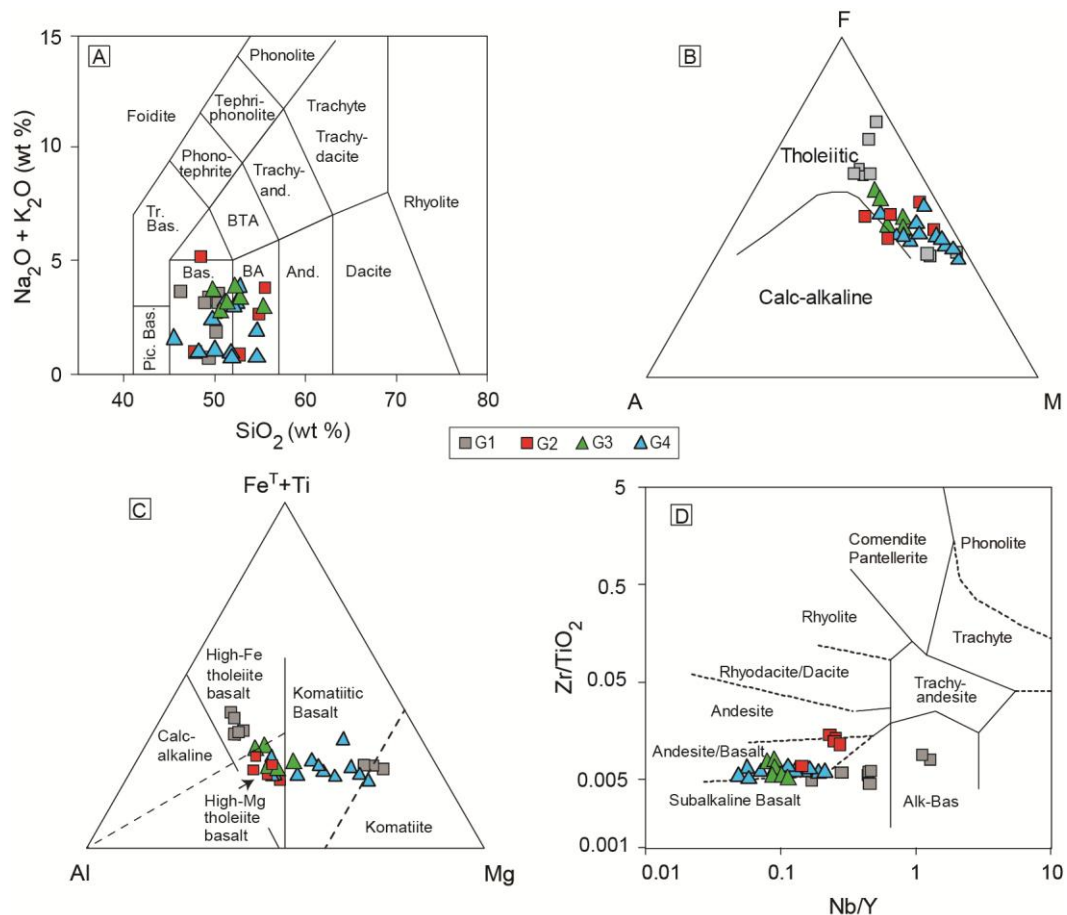 A
15
10
5
0
Na2O + K2O (wt %)
Foidite
Phonolite
Tephri-
phonolite
Phono-
tephrite
Trachyte
Trachy-
dacite
Trachy-
and.
Tr.
Bas.
BTA
Rhyolite
Bas.
BA
And.
Dacite
Pic. Bas.
40
50
60
70
80
SiO2 (wt %)
B
F
Tholeiitic
Calc-alkaline
A
M
G1
G2
G3
G4
C
FeT+Ti
High-Fe
tholeiite
basalt
Komatiitic
Basalt
Calc-
alkaline
High-Mg
tholeiite
basalt
Komatiite
Al
Mg
D
5
0.5
0.05
0.005
0.001
Zr/TiO2
Comendite
Pantellerite
Phonolite
Rhyolite
Trachyte
Rhyodacite/Dacite
Trachy-
andesite
Andesite
Andesite/Basalt
Subalkaline Basalt
Alk-Bas
0.01
0.1
1
10
Nb/Y